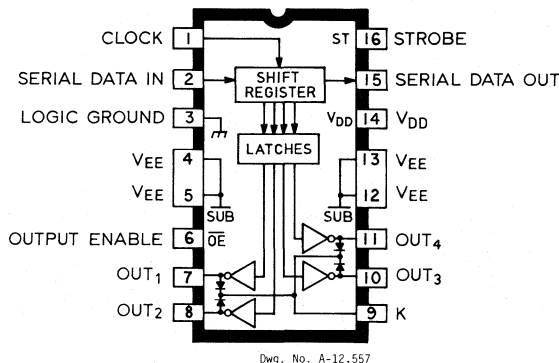 CLOCK 1 ST 16 STROBE
SERIAL DATA IN 2 SHIFT REGISTER 15 SERIAL DATA OUT
LOGIC GROUND 3 VDD 14 VDD
LATCHES
VEE 4 13 VEE
VEE 5 12 VEE
SUB SUB
OUTPUT ENABLE 6 OE 11 OUT4
OUT1 7 10 OUT3
OUT2 8 9 K
Dwg. No. A-12,557